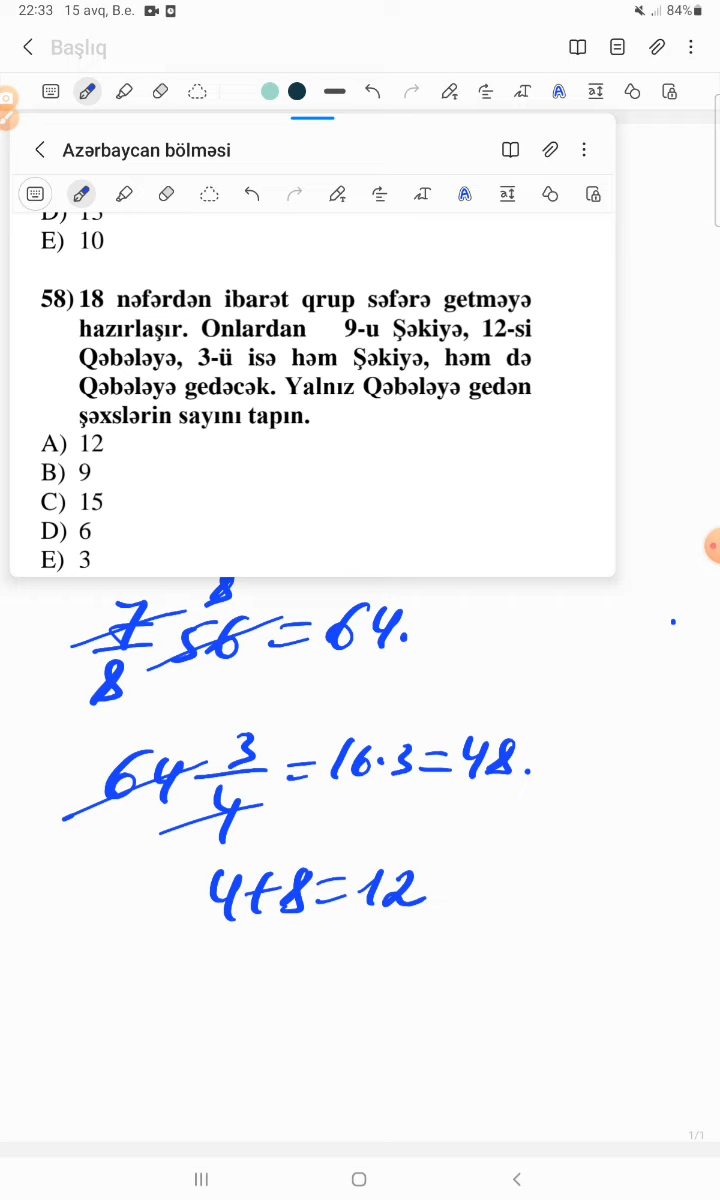 22:33 15 avq, B.e. 84%
Başlıq
Azərbaycan bölməsi
D) 15
E) 10
58) 18 nəfərdən ibarət qrup səfərə getməyə
hazırlaşır. Onlardan 9-u Şəkiyə, 12-si
Qəbələyə, 3-ü isə həm Şəkiyə, həm də
Qəbələyə gedəcək. Yalnız Qəbələyə gedən
şəxslərin sayını tapın.
A) 12
B) 9
C) 15
D) 6
E) 3
8
7/8 56 = 64.
64 3/4 = 16·3 = 48.
4+8=12
1/1